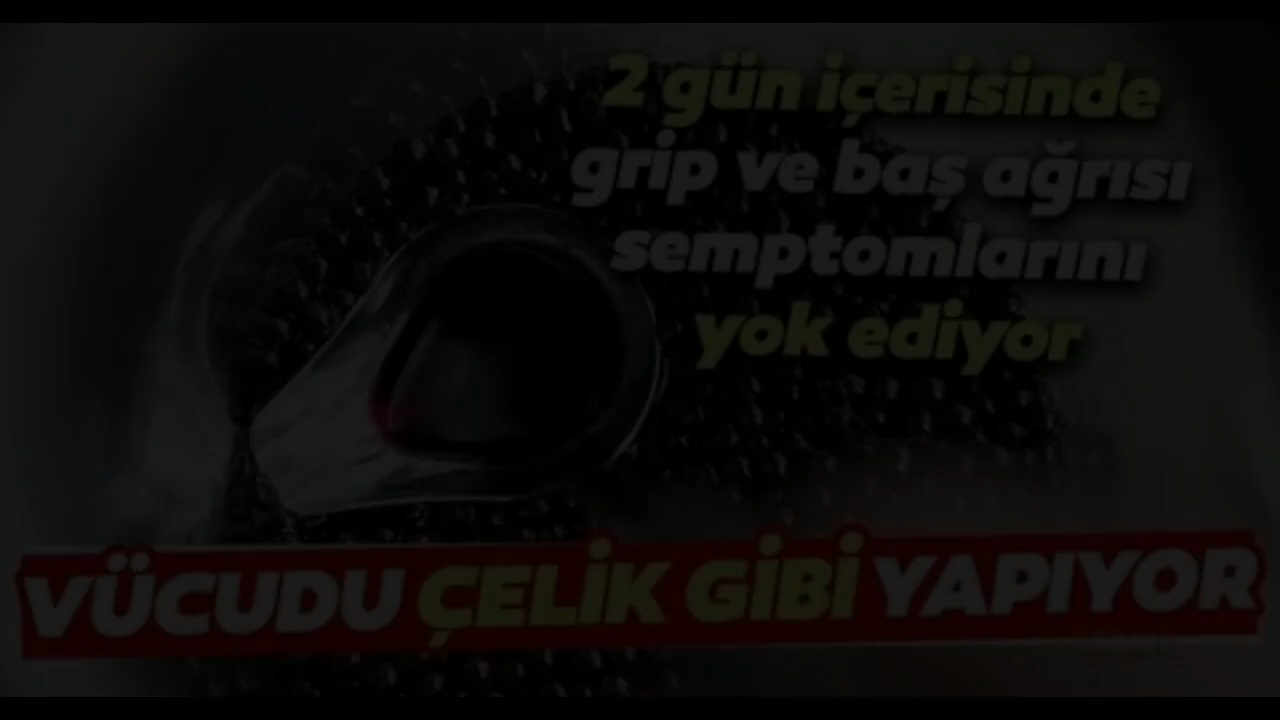 2 gün içerisinde
grip ve baş ağrısı
semptomlarını
yok ediyor
VÜCUDU ÇELİK GİBİ YAPIYOR